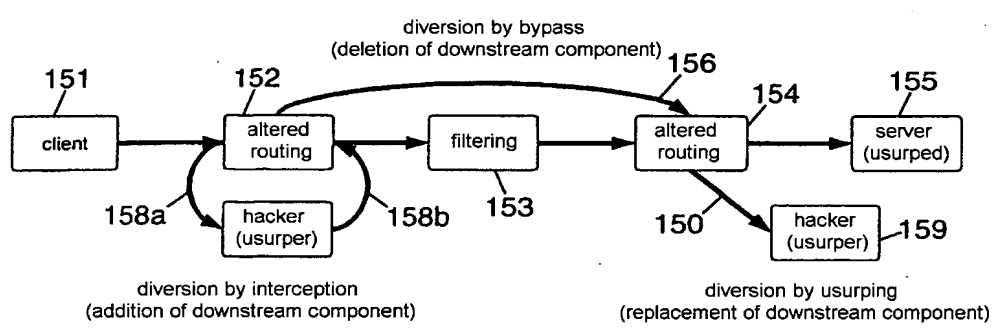 diversion by bypass
(deletion of downstream component)
151
152
156
154
155
client
altered
routing
filtering
altered
routing
server
(usurped)
158a
hacker
(usurper)
158b
153
150
hacker
(usurper)
159
diversion by interception
(addition of downstream component)
diversion by usurping
(replacement of downstream component)